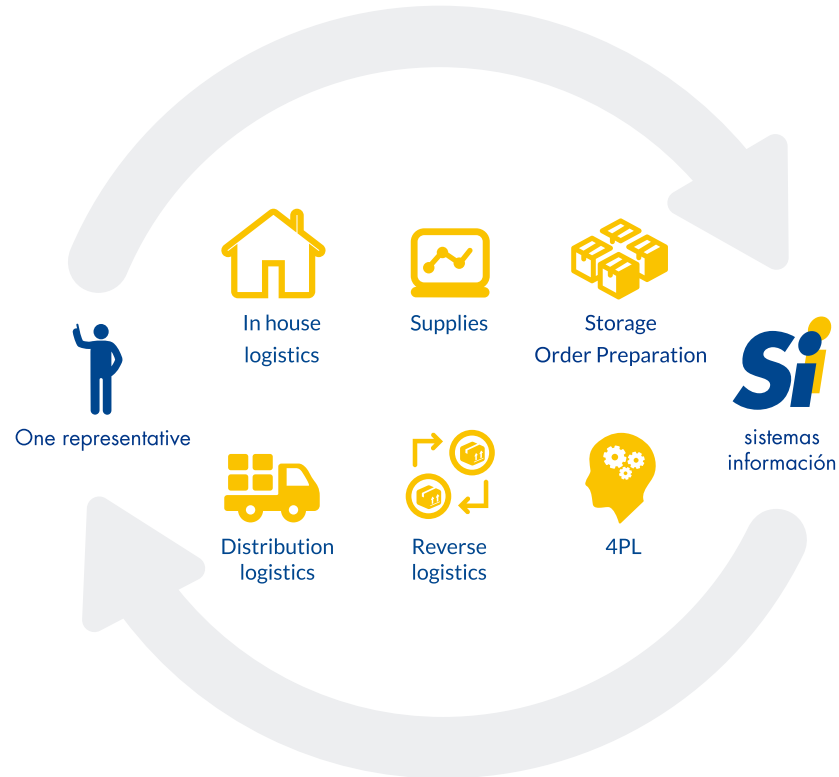 In house
logistics
Supplies
Storage
Order Preparation
One representative
Si
sistemas
información
Distribution
logistics
Reverse
logistics
4PL